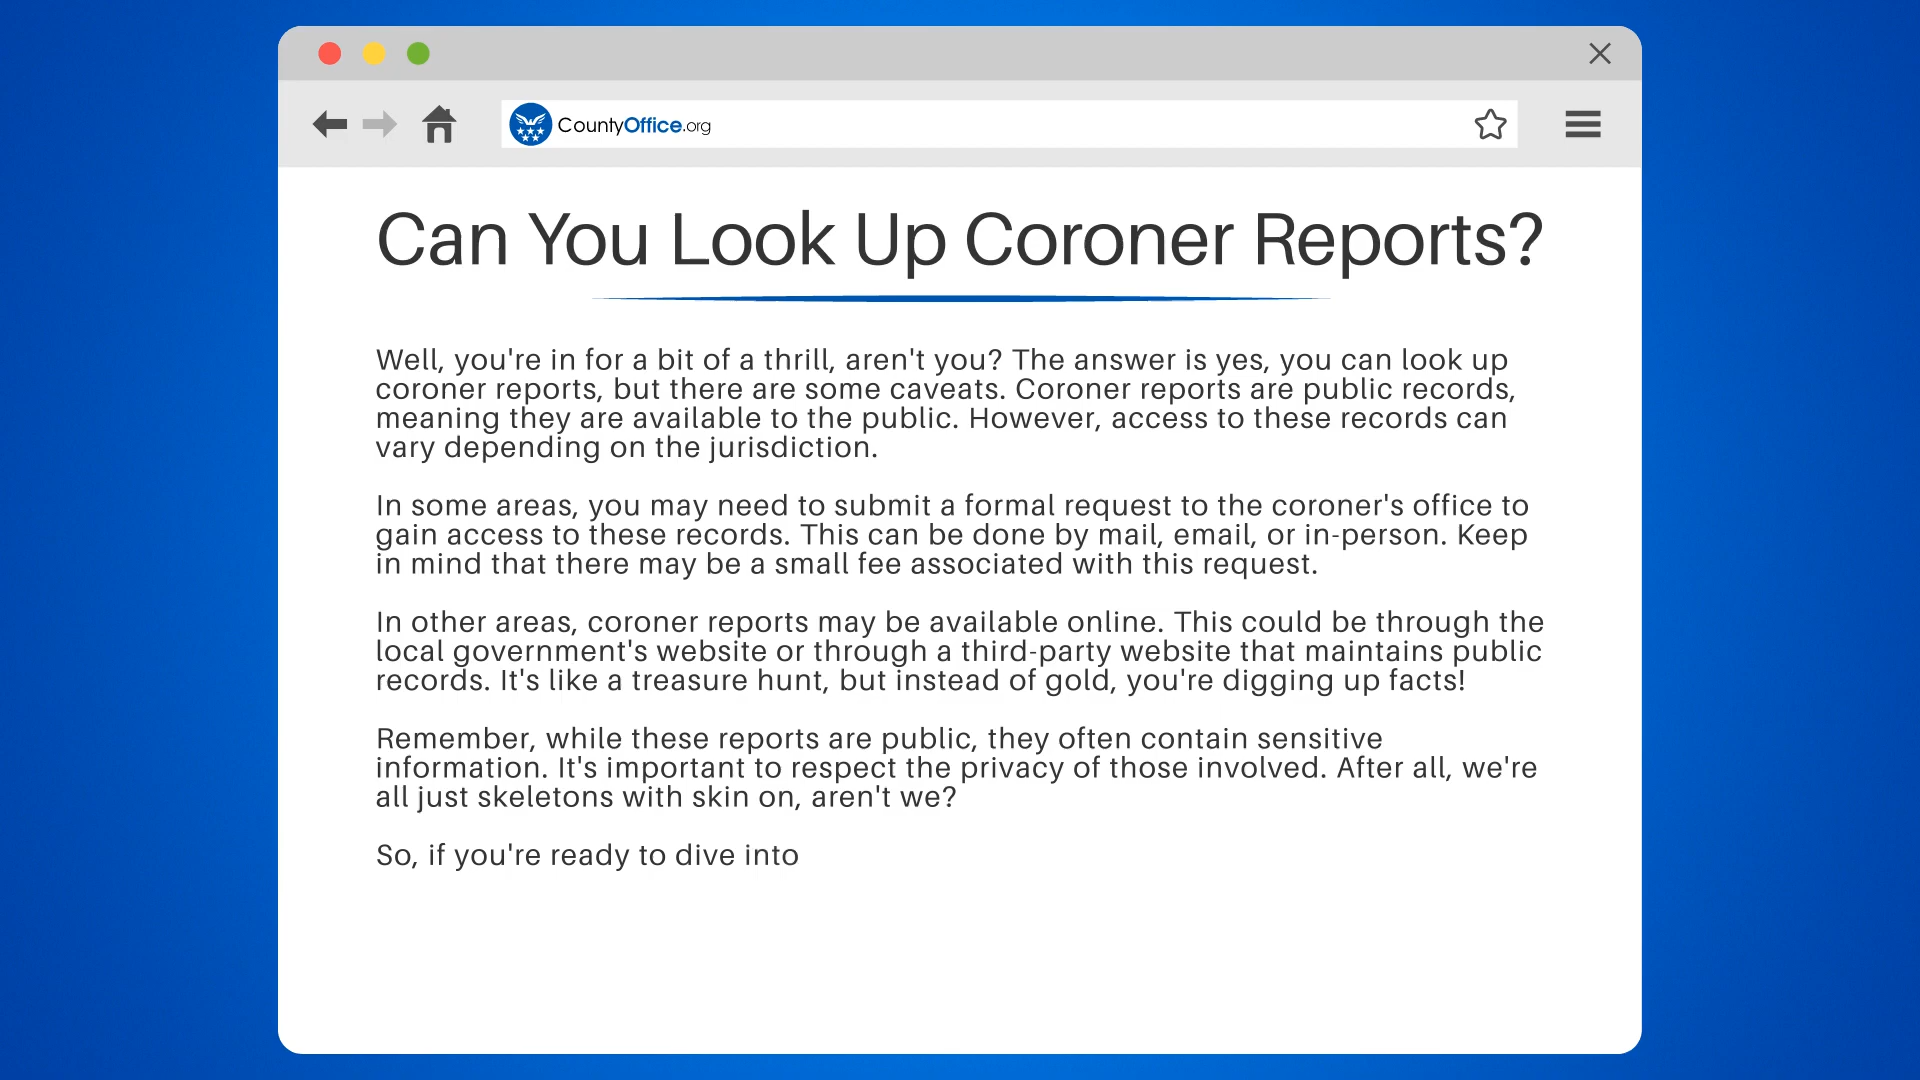 CountyOffice.org
Can You Look Up Coroner Reports?
Well, you're in for a bit of a thrill, aren't you? The answer is yes, you can look up
coroner reports, but there are some caveats. Coroner reports are public records,
meaning they are available to the public. However, access to these records can
vary depending on the jurisdiction.
In some areas, you may need to submit a formal request to the coroner's office to
gain access to these records. This can be done by mail, email, or in-person. Keep
in mind that there may be a small fee associated with this request.
In other areas, coroner reports may be available online. This could be through the
local government's website or through a third-party website that maintains public
records. It's like a treasure hunt, but instead of gold, you're digging up facts!
Remember, while these reports are public, they often contain sensitive
information. It's important to respect the privacy of those involved. After all, we're
all just skeletons with skin on, aren't we?
So, if you're ready to dive into